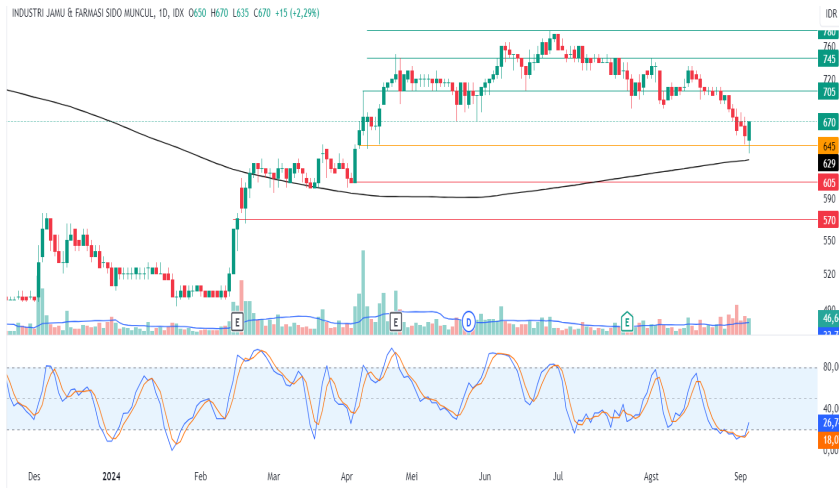 INDUSTRI JAMU & FARMASI SIDO MUNCUL, 1D, IDX O650 H670 L635 C670 +15 (+2,29%)
IDR
780
760
745
720
705
670
645
629
605
590
570
550
520
490
46,6
E
E
D
E
80,0
40,0
26,7
18,0
0,00
Des 2024 Feb Mar Apr Mei Jun Jul Agst Sep